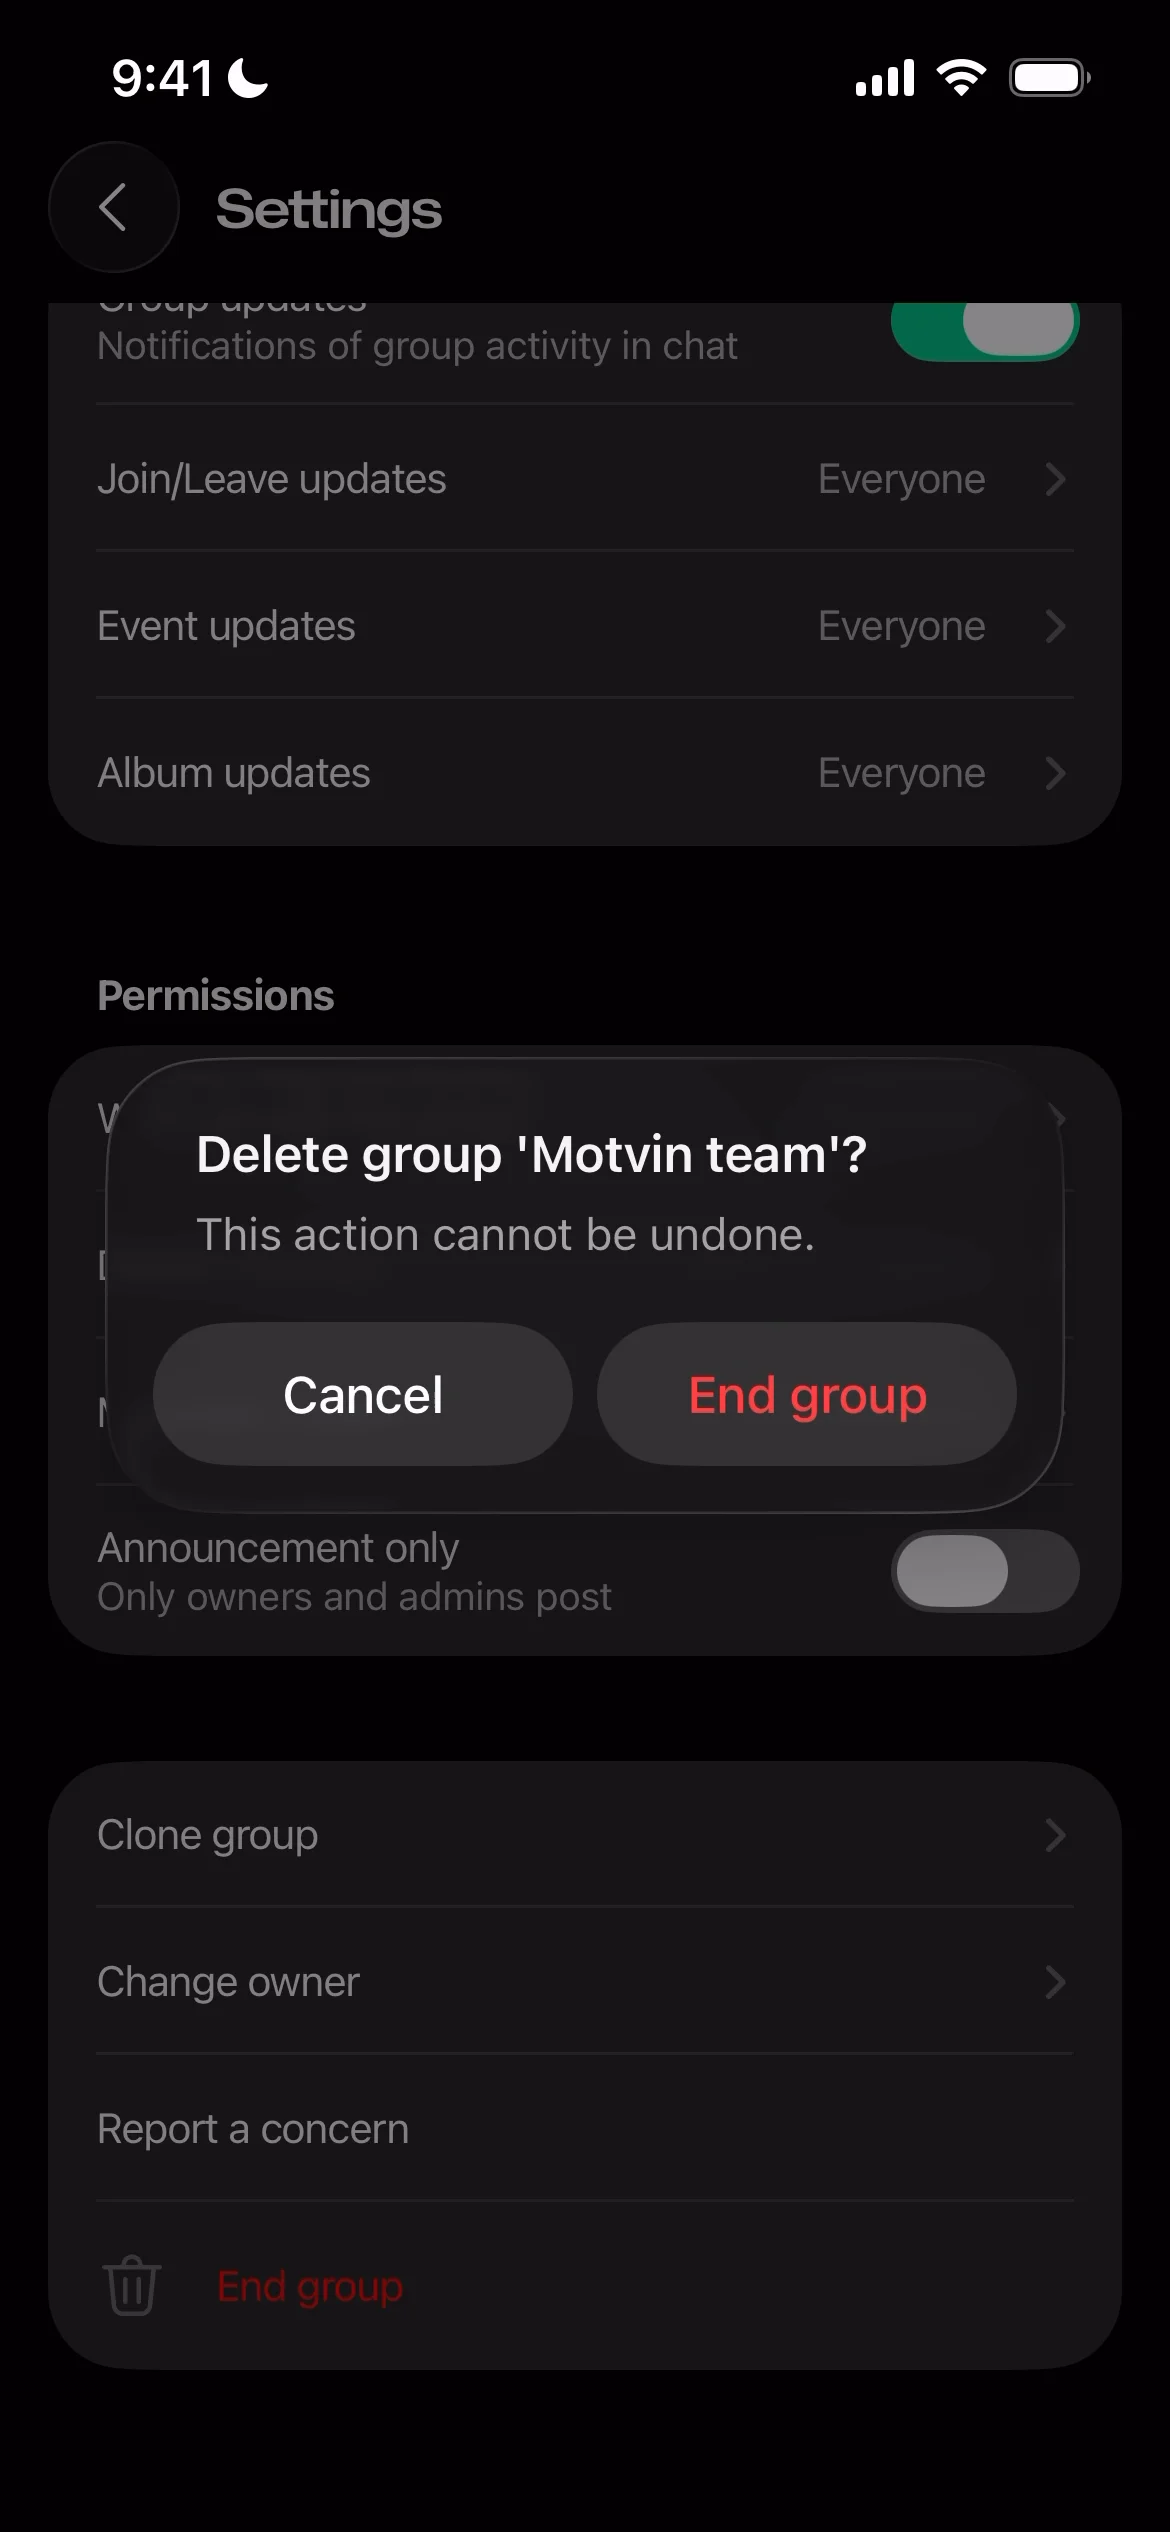 9:41
Settings
Group updates
Notifications of group activity in chat
Join/Leave updates Everyone
Event updates Everyone
Album updates Everyone
Permissions
Delete group 'Motvin team'?
This action cannot be undone.
Cancel End group
Announcement only
Only owners and admins post
Clone group
Change owner
Report a concern
End group